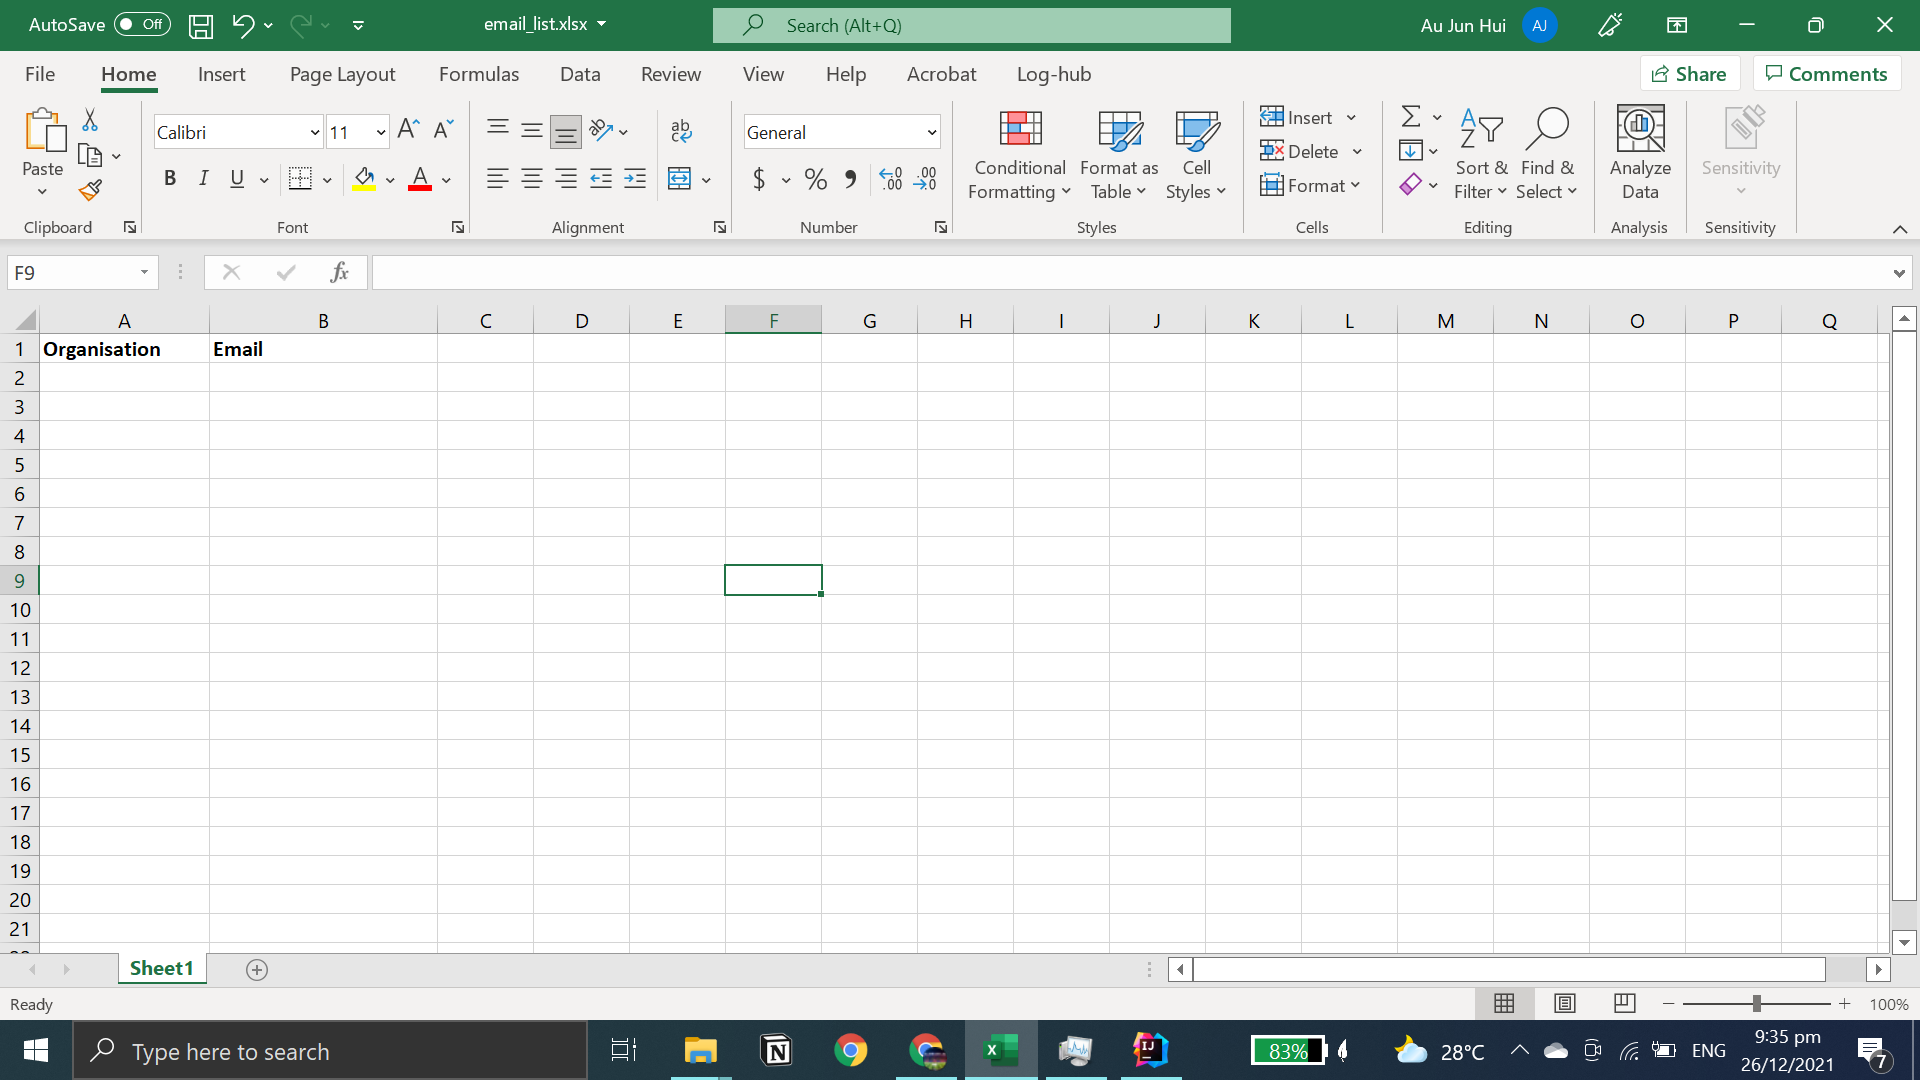 AutoSave Off email_list.xlsx Search (Alt+Q) Au Jun Hui AJ
File Home Insert Page Layout Formulas Data Review View Help Acrobat Log-hub Share Comments
Paste
Calibri 11
General
Conditional Formatting
Format as Table
Cell Styles
Insert
Delete
Format
Sort & Filter
Find & Select
Analyze Data
Sensitivity
Clipboard Font Alignment Number Styles Cells Editing Analysis Sensitivity
F9 fx
A B C D E F G H I J K L M N O P Q
1 Organisation Email
2
3
4
5
6
7
8
9
10
11
12
13
14
15
16
17
18
19
20
21
Sheet1
Ready 100%
Type here to search 83% 28°C ENG 9:35 pm
26/12/2021 7